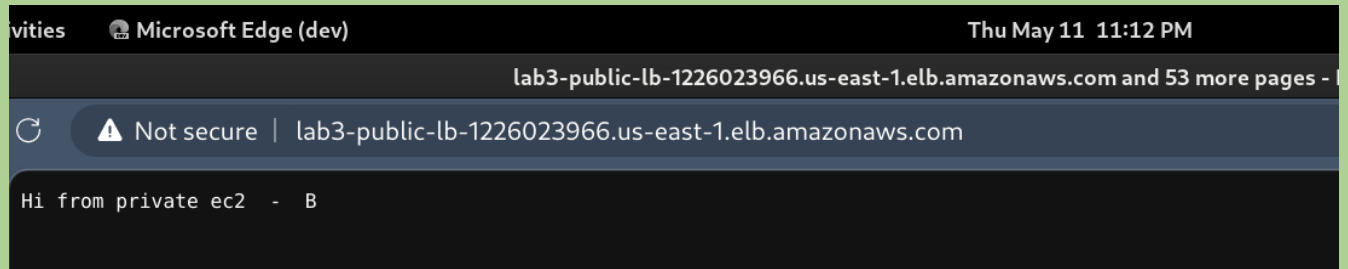 vities Microsoft Edge (dev) Thu May 11 11:12 PM
lab3-public-lb-1226023966.us-east-1.elb.amazonaws.com and 53 more pages -
Not secure | lab3-public-lb-1226023966.us-east-1.elb.amazonaws.com
Hi from private ec2 - B